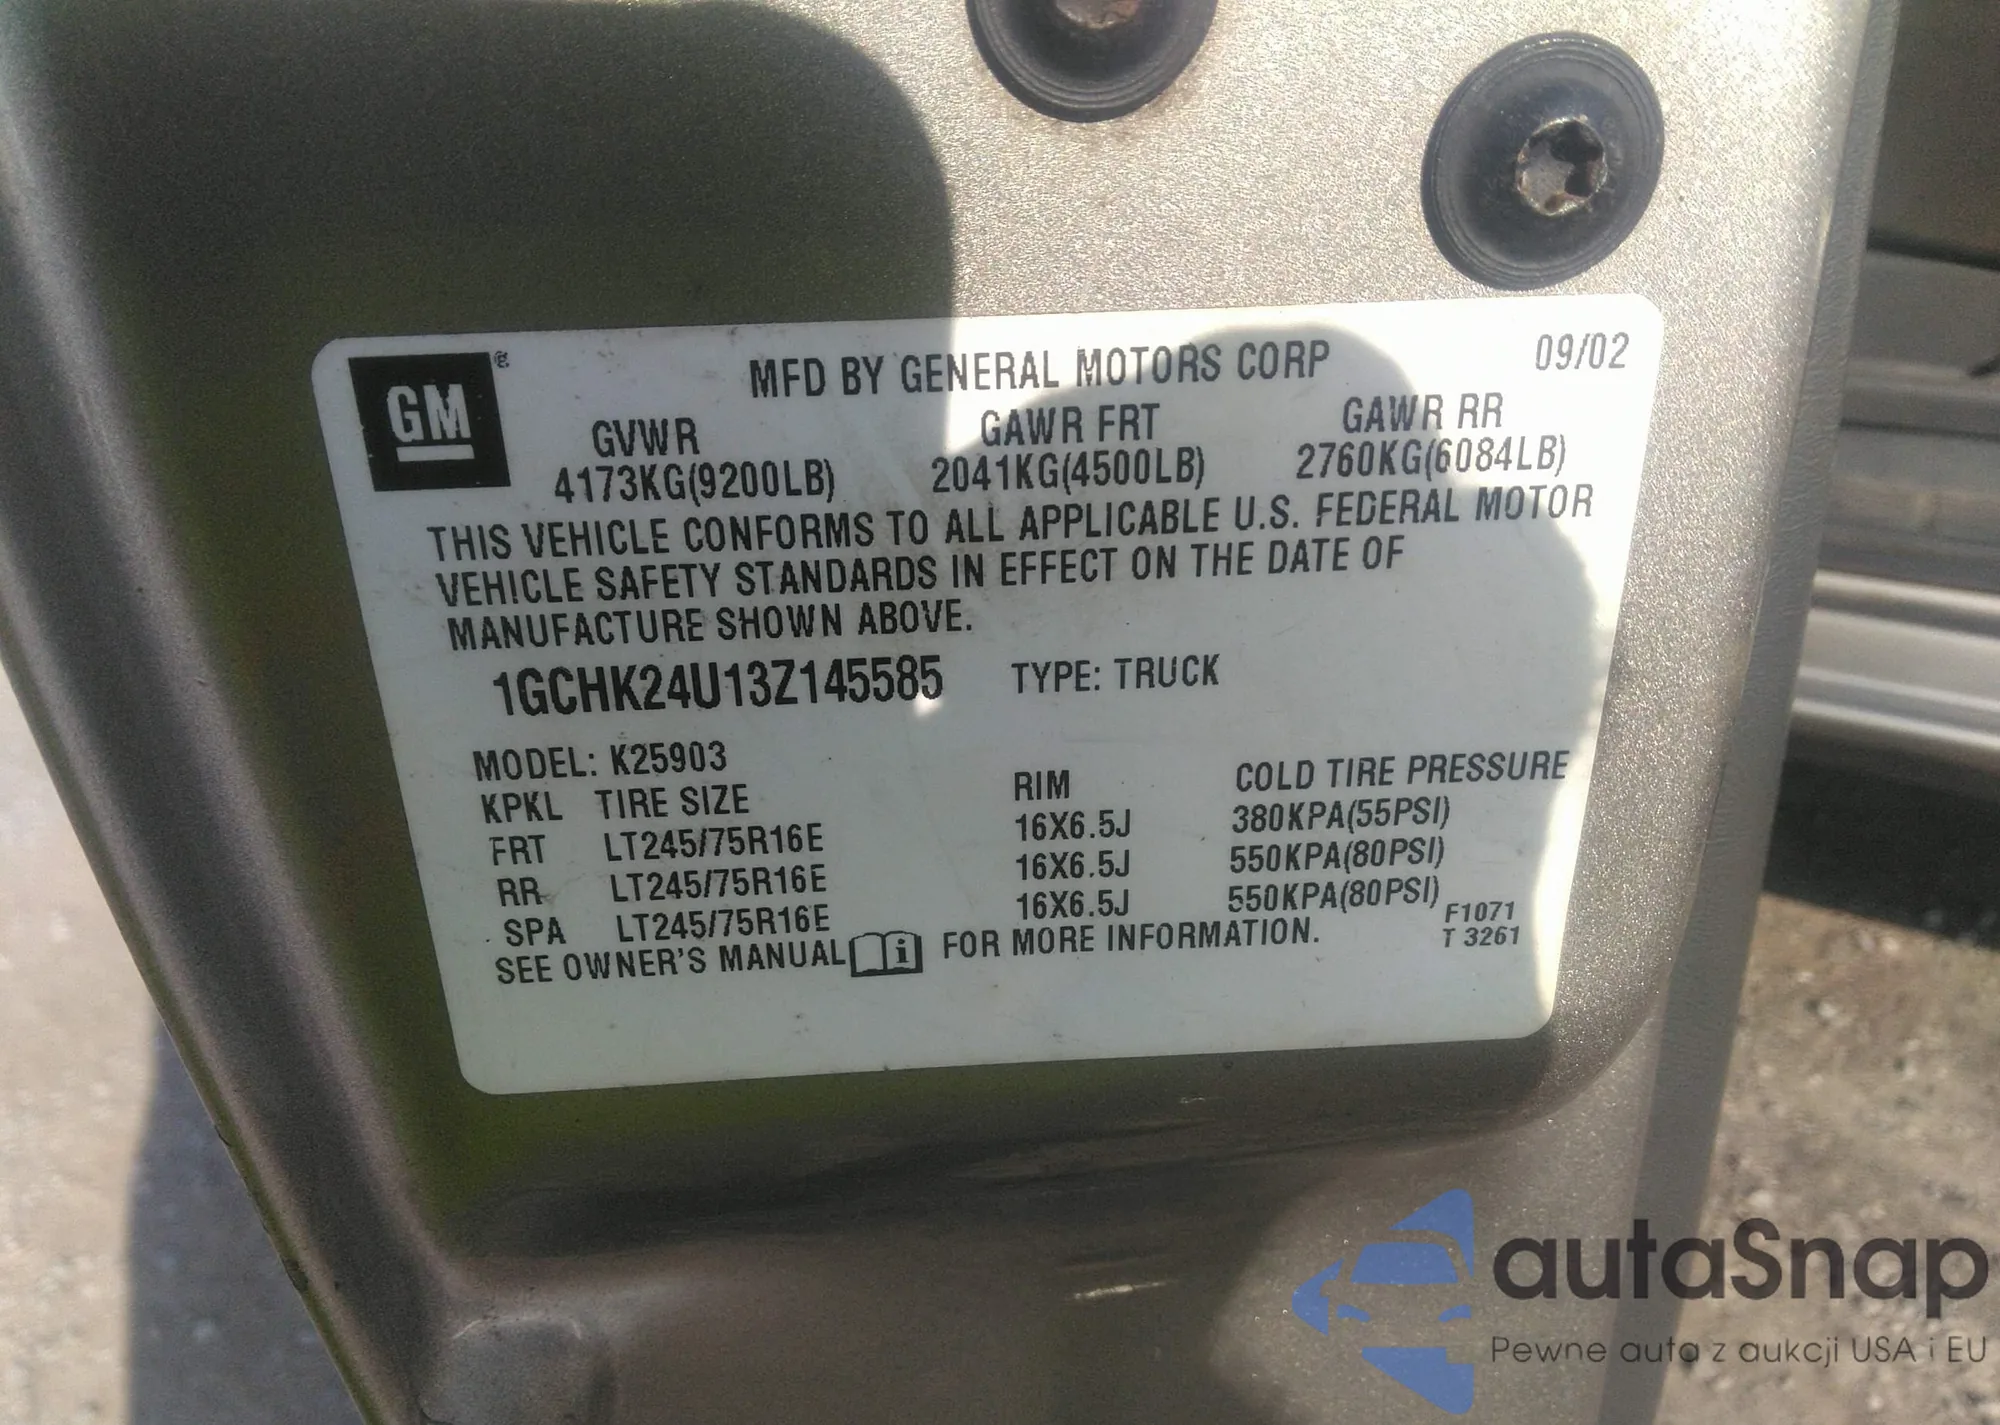 GM ®
MFD BY GENERAL MOTORS CORP 09/02
GVWR GAWR FRT GAWR RR
4173KG(9200LB) 2041KG(4500LB) 2760KG(6084LB)
THIS VEHICLE CONFORMS TO ALL APPLICABLE U.S. FEDERAL MOTOR
VEHICLE SAFETY STANDARDS IN EFFECT ON THE DATE OF
MANUFACTURE SHOWN ABOVE.
1GCHK24U13Z145585 TYPE: TRUCK
MODEL: K25903
KPKL TIRE SIZE RIM COLD TIRE PRESSURE
FRT LT245/75R16E 16X6.5J 380KPA(55PSI)
RR LT245/75R16E 16X6.5J 550KPA(80PSI)
SPA LT245/75R16E 16X6.5J 550KPA(80PSI)
SEE OWNER'S MANUAL i FOR MORE INFORMATION.
F1071
T 3261
autaSnap
Pewne auta z aukcji USA i EU